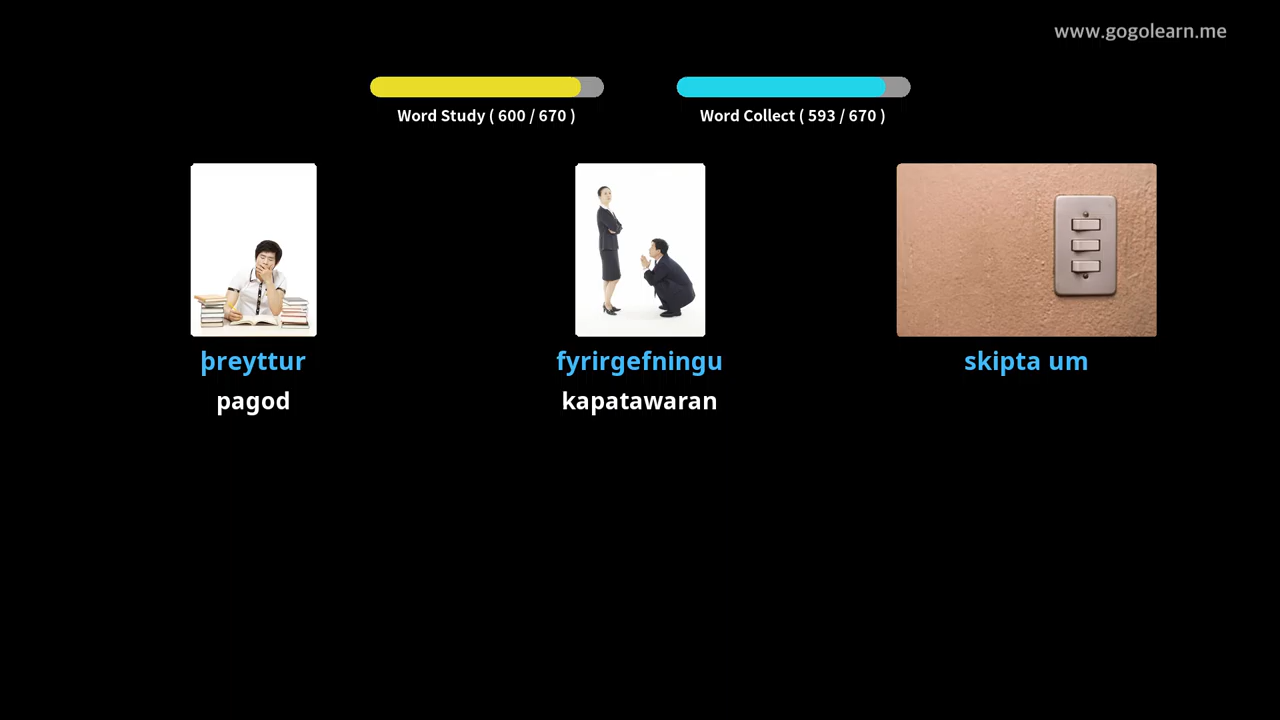 www.gogolearn.me
Word Study ( 600 / 670 )
Word Collect ( 593 / 670 )
þreyttur
fyrirgefningu
skipta um
pagod
kapatawaran